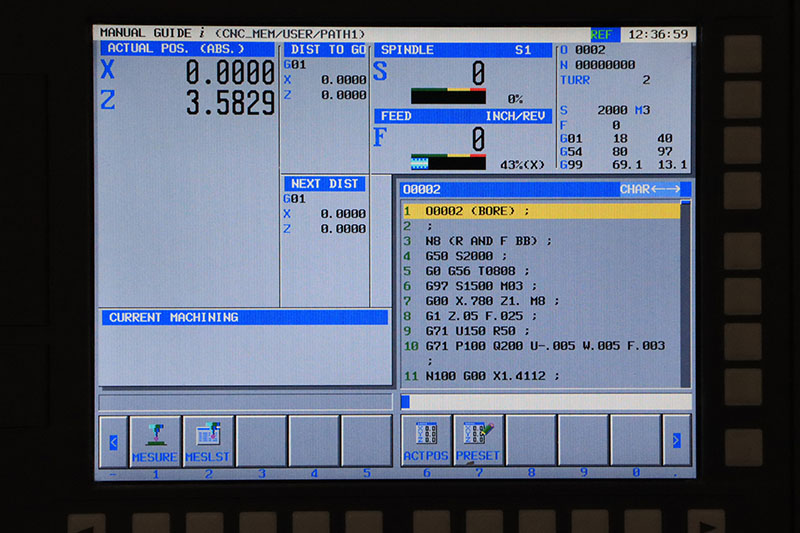 MANUAL GUIDE i (CNC_MEM/USER/PATH1) REF 12:36:59
ACTUAL POS. (ABS.)
X 0.0000
Z 3.5829
DIST TO GO
G01
X 0.0000
Z 0.0000
NEXT DIST
G01
X 0.0000
Z 0.0000
SPINDLE S1
S 0
0%
FEED INCH/REV
F 0
43%(X)
O 0002
N 00000000
TURR 2
S 2000 M3
F 0
G01 18 40
G54 80 97
G99 69.1 13.1
CURRENT MACHINING
O0002 CHAR←→
1 O0002 (BORE) ;
2 ;
3 N8 (R AND F BB) ;
4 G50 S2000 ;
5 G0 G56 T0808 ;
6 G97 S1500 M03 ;
7 G00 X.780 Z1. M8 ;
8 G1 Z.05 F.025 ;
9 G71 U150 R50 ;
10 G71 P100 Q200 U-.005 W.005 F.003
;
11 N100 G00 X1.4112 ;
< MESURE MESLST ACTPOS PRESET >
- 1 2 3 4 5 6 7 8 9 0 .